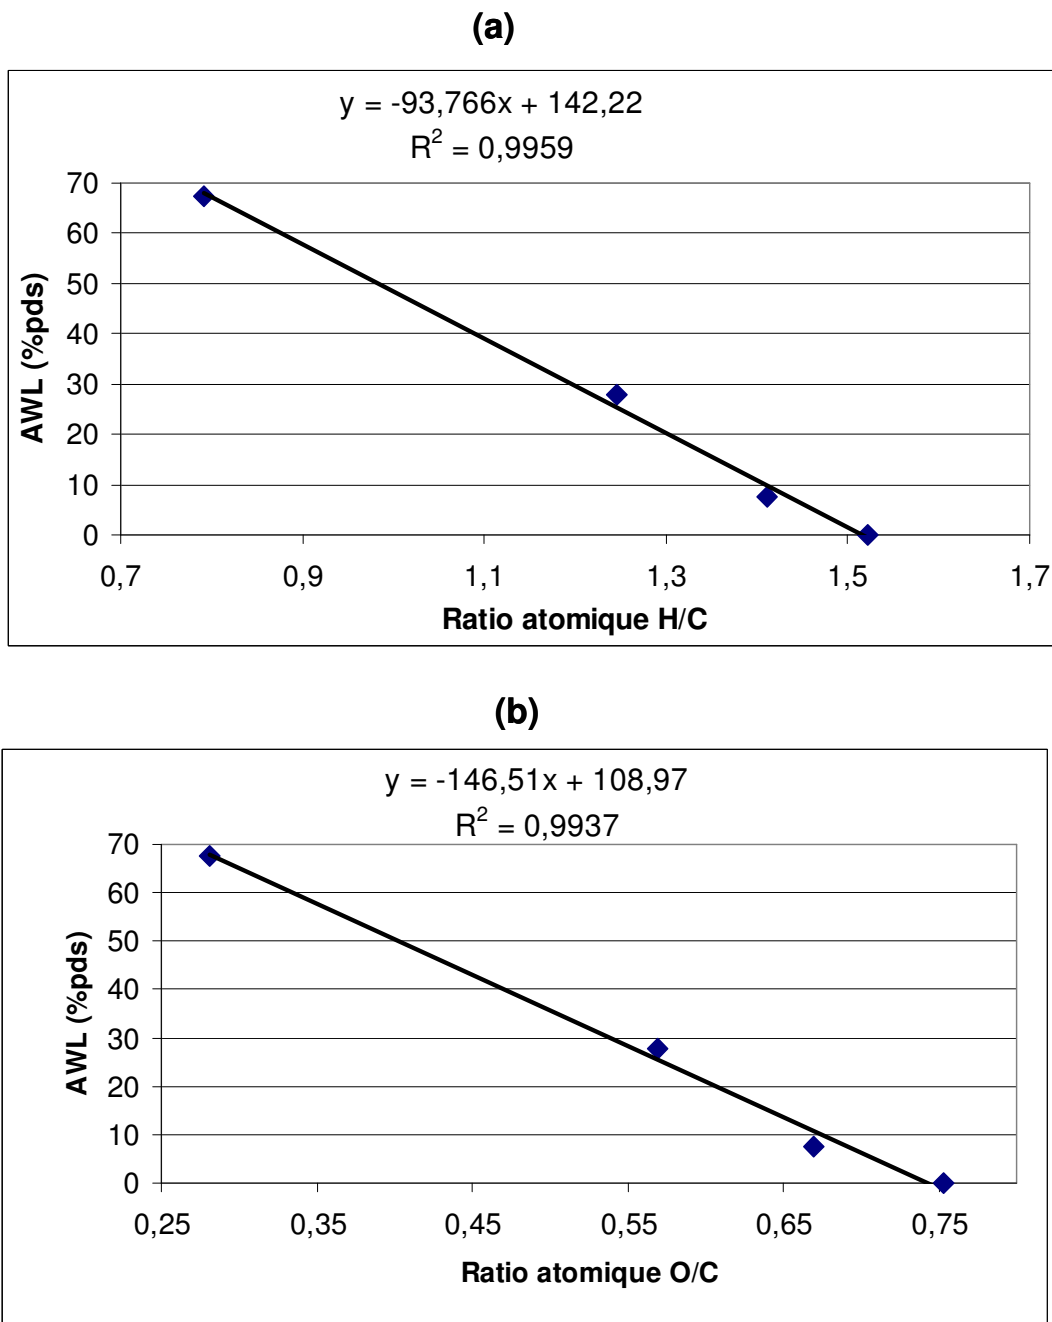 (a)
y = -93,766x + 142,22
R² = 0,9959
70
60
50
40
30
20
10
0
AWL (%pds)
0,7 0,9 1,1 1,3 1,5 1,7
Ratio atomique H/C
(b)
y = -146,51x + 108,97
R² = 0,9937
70
60
50
40
30
20
10
0
AWL (%pds)
0,25 0,35 0,45 0,55 0,65 0,75
Ratio atomique O/C